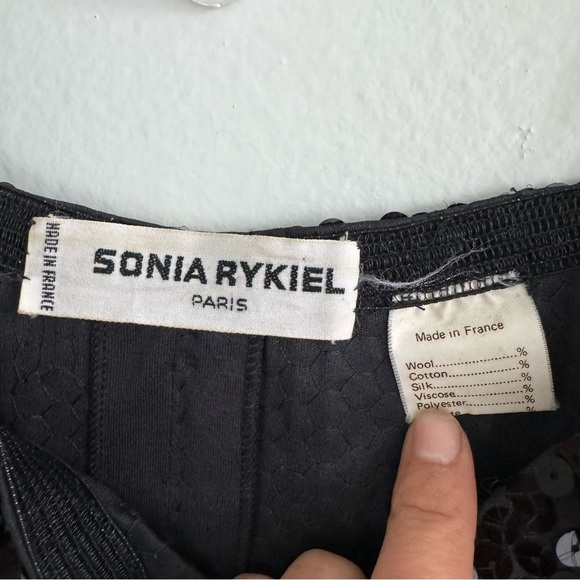 MADE IN FRANCE
SONIA RYKIEL
PARIS
Made in France
Wool....................%
Cotton..................%
Silk......................%
Viscose................%
Polyester..............%